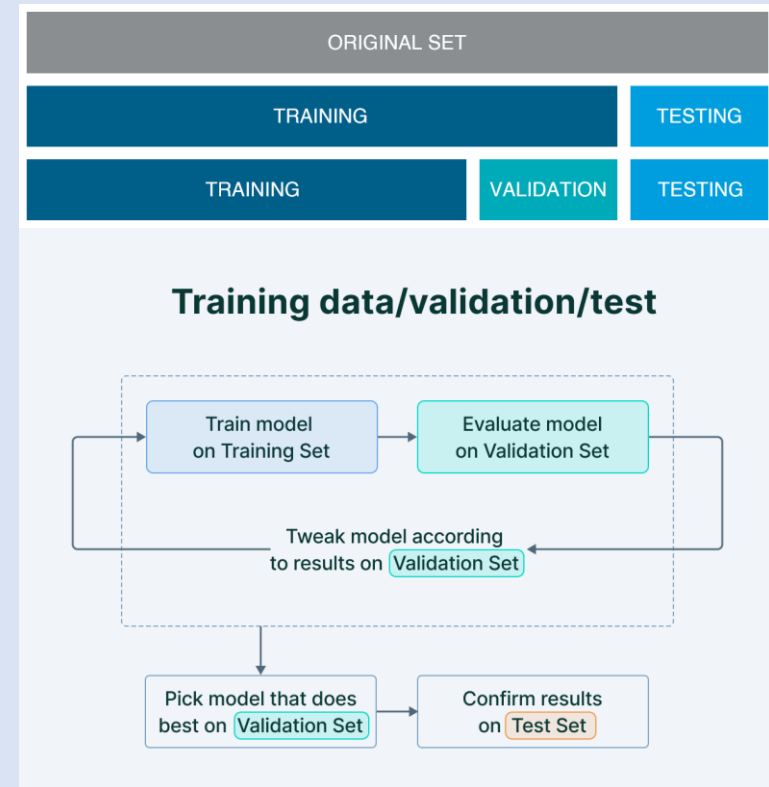 ORIGINAL SET
TRAINING TESTING
TRAINING VALIDATION TESTING
Training data/validation/test
Train model
on Training Set
Evaluate model
on Validation Set
Tweak model according
to results on Validation Set
Pick model that does
best on Validation Set
Confirm results
on Test Set